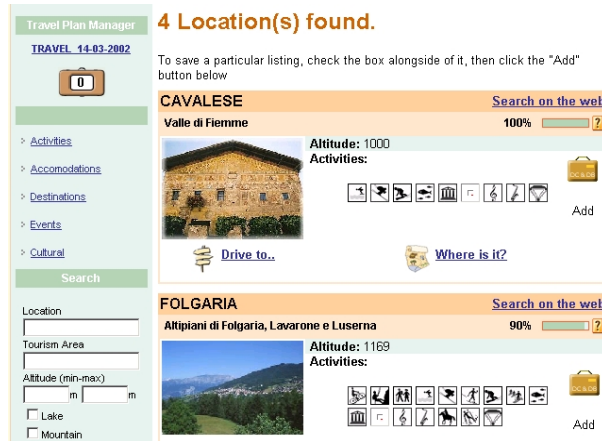 Travel Plan Manager
TRAVEL 14-03-2002
0
Activities
Accomodations
Destinations
Events
Cultural
Search
Location
Tourism Area
Altitude (min-max)
m m
Lake
Mountain
4 Location(s) found.
To save a particular listing, check the box alongside of it, then click the "Add"
button below
CAVALESE Search on the web
Valle di Fiemme 100% ?
Altitude: 1000
Activities:
Add
Drive to.. Where is it?
FOLGARIA Search on the web
Altipiani di Folgaria, Lavarone e Luserna 90% ?
Altitude: 1169
Activities:
Add